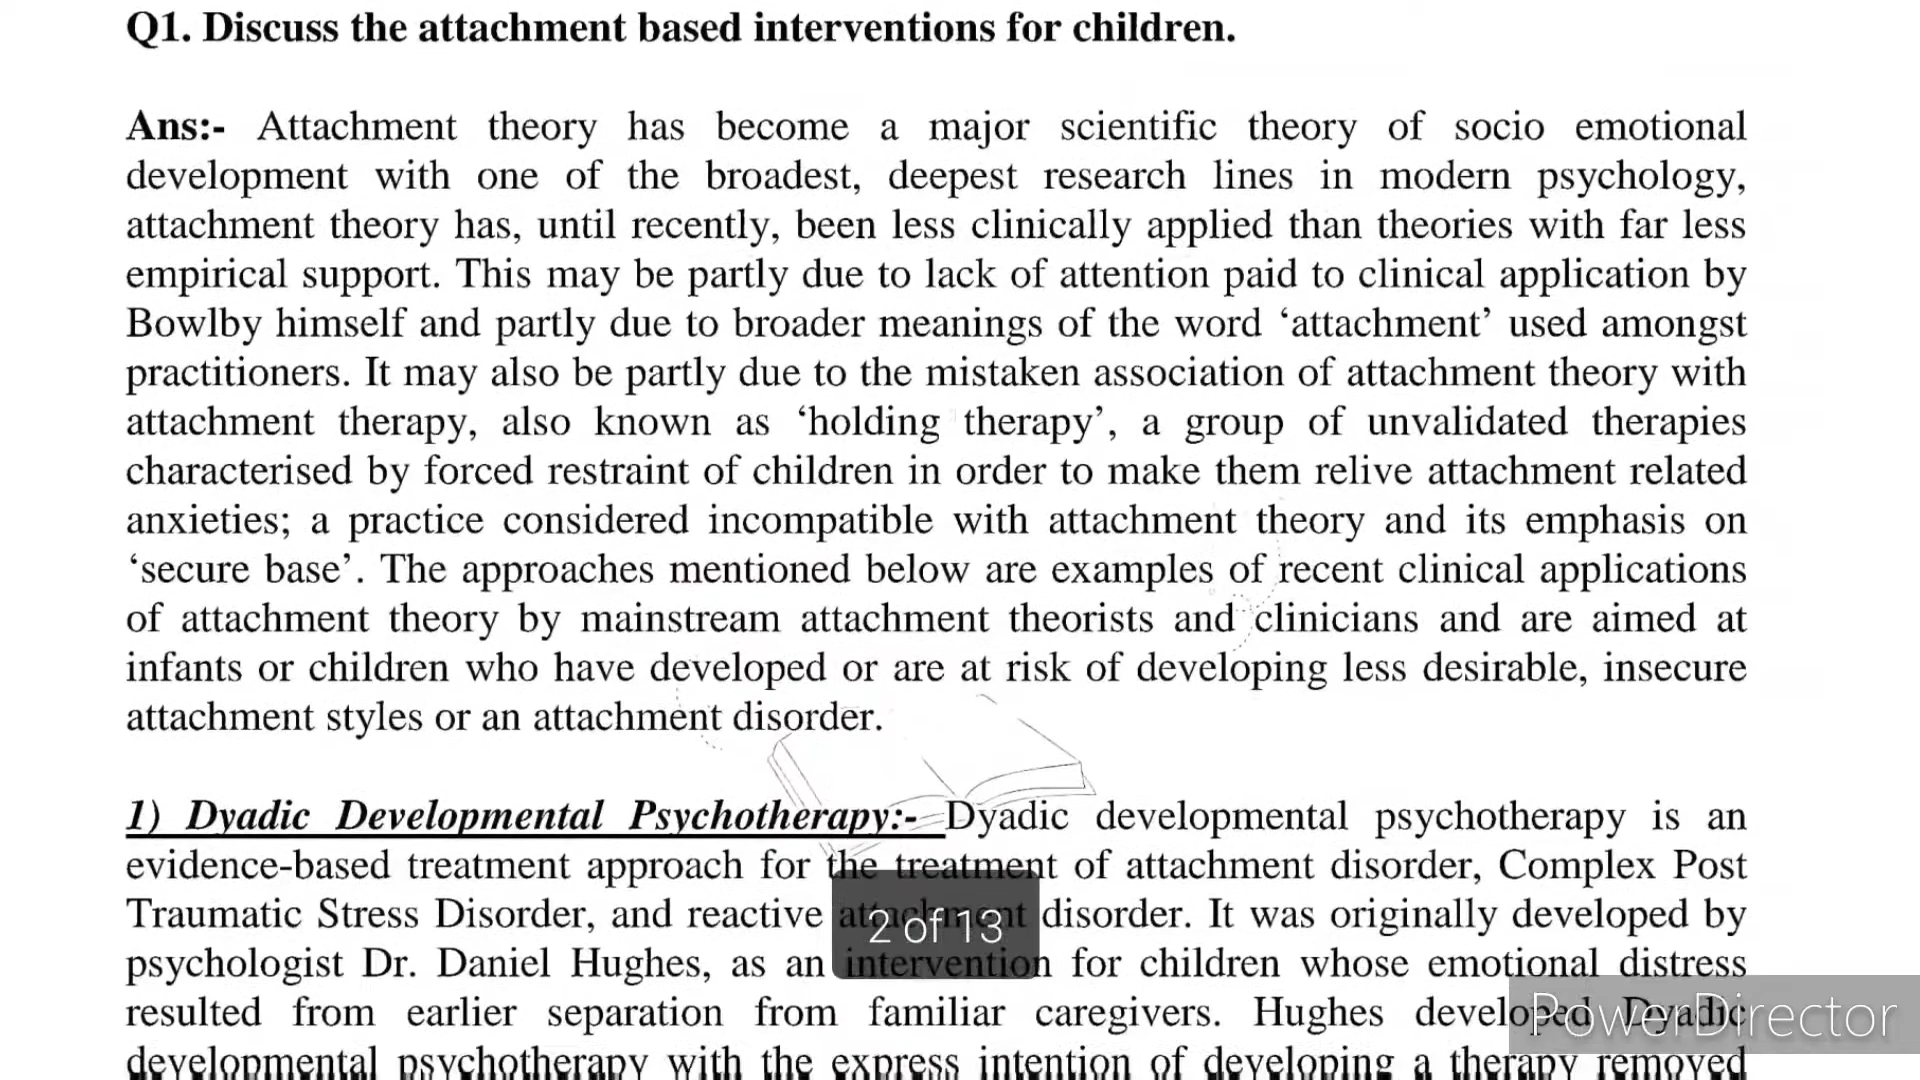 Q1. Discuss the attachment based interventions for children.
Ans:- Attachment theory has become a major scientific theory of socio emotional
development with one of the broadest, deepest research lines in modern psychology,
attachment theory has, until recently, been less clinically applied than theories with far less
empirical support. This may be partly due to lack of attention paid to clinical application by
Bowlby himself and partly due to broader meanings of the word ‘attachment’ used amongst
practitioners. It may also be partly due to the mistaken association of attachment theory with
attachment therapy, also known as ‘holding therapy’, a group of unvalidated therapies
characterised by forced restraint of children in order to make them relive attachment related
anxieties; a practice considered incompatible with attachment theory and its emphasis on
‘secure base’. The approaches mentioned below are examples of recent clinical applications
of attachment theory by mainstream attachment theorists and clinicians and are aimed at
infants or children who have developed or are at risk of developing less desirable, insecure
attachment styles or an attachment disorder.
1) Dyadic Developmental Psychotherapy:- Dyadic developmental psychotherapy is an
evidence-based treatment approach for the treatment of attachment disorder, Complex Post
Traumatic Stress Disorder, and reactive attachment disorder. It was originally developed by
psychologist Dr. Daniel Hughes, as an intervention for children whose emotional distress
resulted from earlier separation from familiar caregivers. Hughes developed Dyadic
developmental psychotherapy with the express intention of developing a therapy removed
2 of 13
PowerDirector